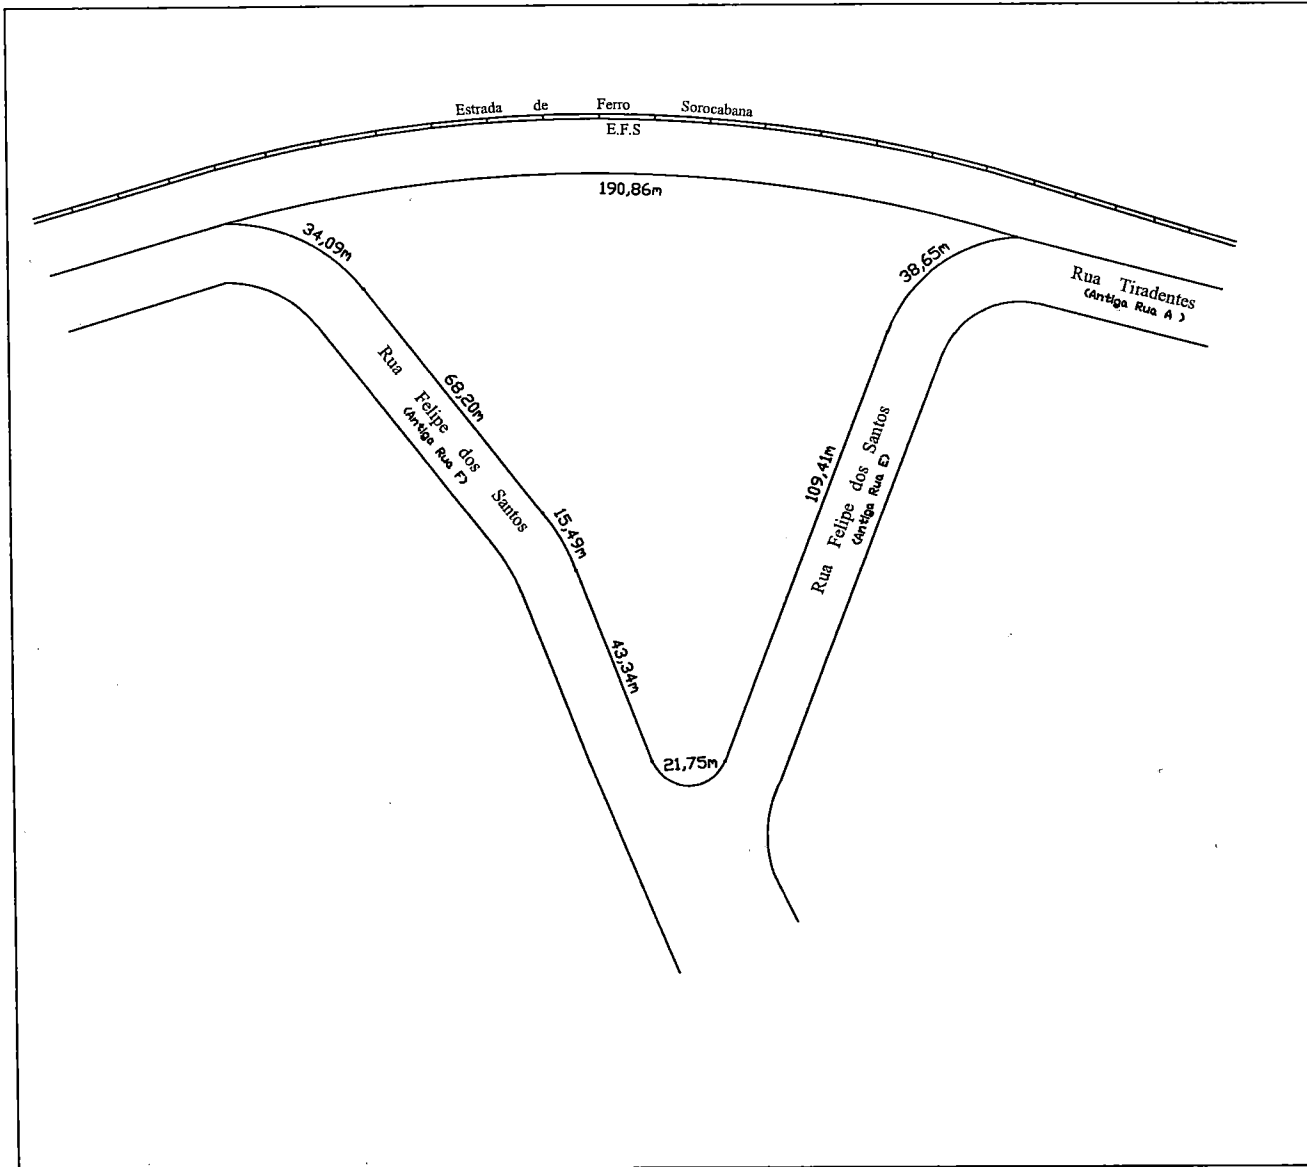 Estrada de Ferro Sorocabana
E.F.S
190,86m
34,09m
38,65m
Rua Tiradentes
(Antiga Rua A )
68,20m
Rua Felipe dos Santos
(Antiga Rua F)
15,49m
109,41m
Rua Felipe dos Santos
(Antiga Rua E)
43,34m
21,75m